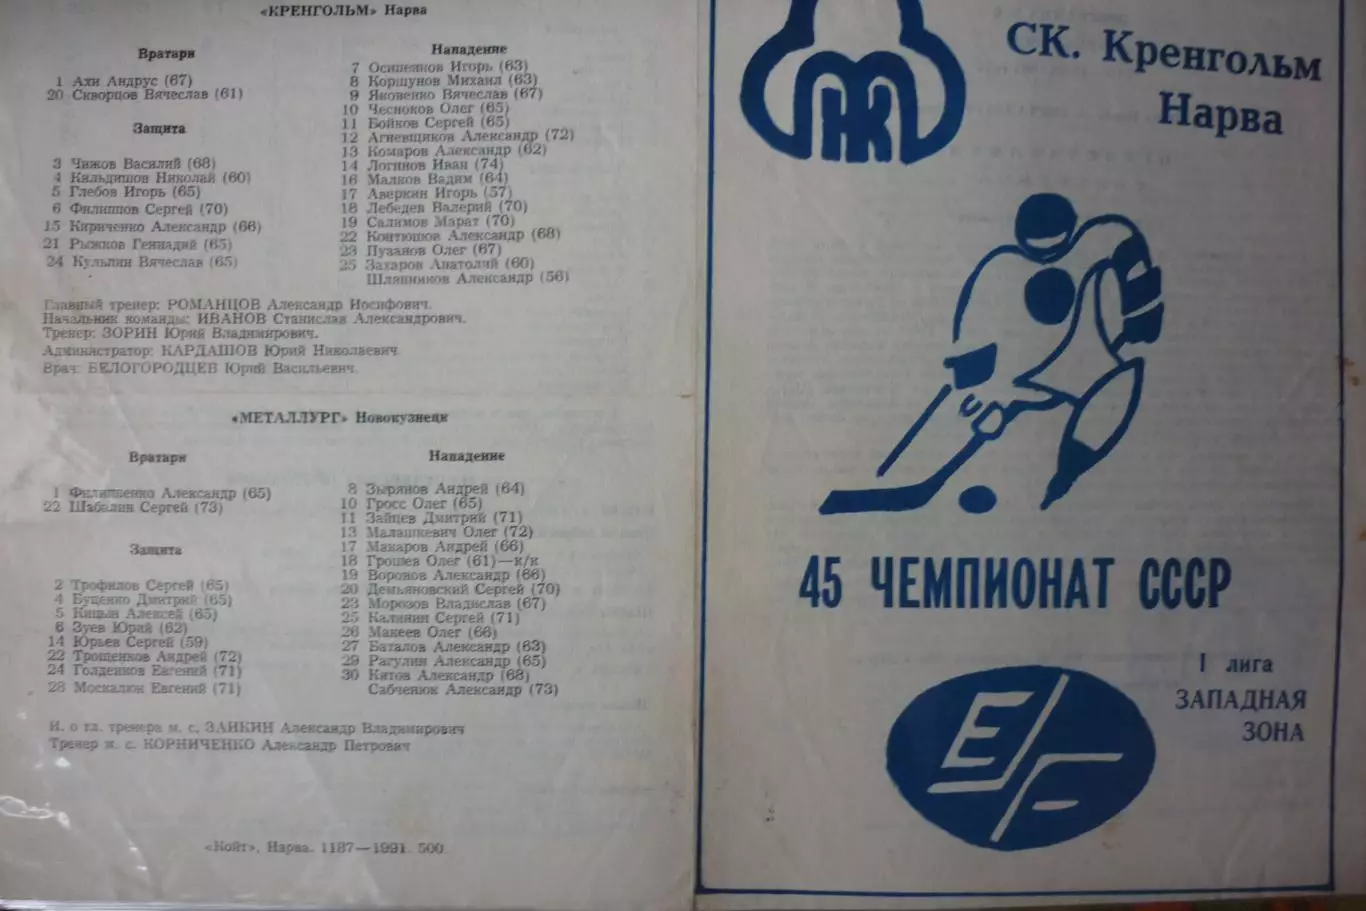 «КРЕНГОЛЬМ» Нарва
Вратари
1 Ахи Андрус (67)
20 Скворцов Вячеслав (61)
Защита
3 Чижов Василий (68)
4 Кильдишов Николай (60)
5 Глебов Игорь (65)
6 Филиппов Сергей (70)
15 Кириченко Александр (66)
21 Рыжков Геннадий (65)
24 Культин Вячеслав (65)
Нападение
7 Осипенков Игорь (63)
8 Коршунов Михаил (63)
9 Яковенко Вячеслав (67)
10 Чесноков Олег (65)
11 Бойков Сергей (65)
12 Агневщиков Александр (72)
13 Комаров Александр (62)
14 Логинов Иван (74)
16 Малков Вадим (64)
17 Аверкин Игорь (57)
18 Лебедев Валерий (70)
19 Салимов Марат (70)
22 Контюшов Александр (68)
23 Пузанов Олег (67)
25 Захаров Анатолий (60)
Шляпников Александр (56)
Главный тренер: РОМАНЦОВ Александр Иосифович.
Начальник команды: ИВАНОВ Станислав Александрович.
Тренер: ЗОРИН Юрий Владимирович.
Администратор: КАРДАШОВ Юрий Николаевич
Врач: БЕЛОГОРОДЦЕВ Юрий Васильевич.
«МЕТАЛЛУРГ» Новокузнецк
Вратари
1 Филиппенко Александр (65)
22 Шабалин Сергей (73)
Защита
2 Трофилов Сергей (65)
4 Буценко Дмитрий (65)
5 Кицын Алексей (65)
6 Зуев Юрий (62)
14 Юрьев Сергей (59)
22 Трощенков Андрей (72)
24 Голденков Евгений (71)
28 Москалюн Евгений (71)
Нападение
8 Зырянов Андрей (64)
10 Гросс Олег (65)
11 Зайцев Дмитрий (71)
13 Малашкевич Олег (72)
17 Макаров Андрей (66)
18 Грошев Олег (61)—к/к
19 Воронов Александр (66)
20 Демьяновский Сергей (70)
23 Морозов Владислав (67)
25 Калинин Сергей (71)
26 Макеев Олег (66)
27 Баталов Александр (63)
29 Рагулин Александр (65)
30 Китов Александр (68)
Сабченюк Александр (73)
И. о гл. тренера м. с. ЗАИКИН Александр Владимирович
Тренер м. с. КОРНИЧЕНКО Александр Петрович
«Койт», Нарва. 1187—1991. 500.
СК. Кренгольм
Нарва
45 ЧЕМПИОНАТ СССР
I лига
ЗАПАДНАЯ
ЗОНА